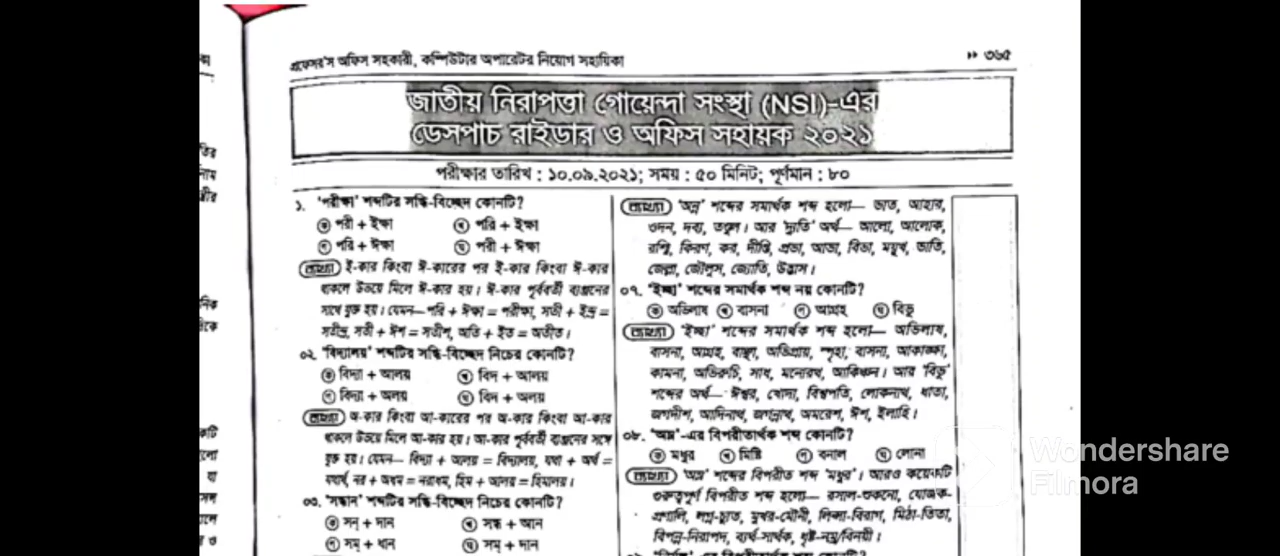 প্রফেসর'স অফিস সহকারী, কম্পিউটার অপারেটর নিয়োগ সহায়িকা
৩৬৫
জাতীয় নিরাপত্তা গোয়েন্দা সংস্থা (NSI)-এর
ডেসপাচ রাইডার ও অফিস সহায়ক ২০২১
পরীক্ষার তারিখ : ১০.০৯.২০২১; সময় : ৫০ মিনিট; পূর্ণমান : ৮০
১. ‘পরীক্ষা’ শব্দটির সন্ধি-বিচ্ছেদ কোনটি?
ক পরী + ইক্ষা খ পরি + ইক্ষা
গ পরি + ঈক্ষা ঘ পরী + ঈক্ষা
ব্যাখ্যা ই-কার কিংবা ঈ-কারের পর ই-কার কিংবা ঈ-কার
থাকলে উভয়ে মিলে ঈ-কার হয়। ঈ-কার পূর্ববর্তী ব্যঞ্জনের
সাথে যুক্ত হয়। যেমন— পরি + ঈক্ষা = পরীক্ষা, সতী + ইন্দ্র =
সতীন্দ্র, সতী + ঈশ = সতীশ, অতি + ইত = অতীত।
০২. ‘বিদ্যালয়’ শব্দটির সন্ধি-বিচ্ছেদ নিচের কোনটি?
ক বিদ্যা + আলয় খ বিদ + আলয়
গ বিদ্যা + অলয় ঘ বিদ + অলয়
ব্যাখ্যা অ-কার কিংবা আ-কারের পর অ-কার কিংবা আ-কার
থাকলে উভয়ে মিলে আ-কার হয়। আ-কার পূর্ববর্তী ব্যঞ্জনের সঙ্গে
যুক্ত হয়। যেমন— বিদ্যা + আলয় = বিদ্যালয়, যথা + অর্থ =
যথার্থ, নর + অধম = নরাধম, হিম + আলয় = হিমালয়।
০৩. ‘সন্ধান’ শব্দটির সন্ধি-বিচ্ছেদ নিচের কোনটি?
ক সন্ + দান খ সন্ধ + আন
গ সম্ + ধান ঘ সম্ + দান
ব্যাখ্যা ‘অন্ন’ শব্দের সমার্থক শব্দ হলো— ভাত, আহার,
ওদন, তণ্ডুল। আর ‘দ্যুতি’ অর্থ— আলো, আলোক,
রশ্মি, কিরণ, কর, দীপ্তি, প্রভা, আভা, বিভা, ময়ূখ, ভাতি,
জেল্লা, জৌলুস, জ্যোতি, উদ্ভাস।
০৭. ‘ইচ্ছা’ শব্দের সমার্থক শব্দ নয় কোনটি?
ক অভিলাষ খ বাসনা গ আগ্রহ ঘ বিভু
ব্যাখ্যা ‘ইচ্ছা’ শব্দের সমার্থক শব্দ হলো— অভিলাষ,
বাসনা, আগ্রহ, বাঞ্ছা, অভিপ্রায়, স্পৃহা, বাসনা, আকাঙ্ক্ষা,
কামনা, অভিরুচি, সাধ, মনোরথ, আকিঞ্চন। আর ‘বিভু’
শব্দের অর্থ— ঈশ্বর, খোদা, বিশ্বপতি, লোকনাথ, ধাতা,
জগদীশ, আদিনাথ, জগন্নাথ, অমরেশ, ঈশ, ইলাহি।
০৮. ‘অম্ল’-এর বিপরীতার্থক শব্দ কোনটি?
ক মধুর খ মিষ্টি গ বনাল ঘ লোনা
ব্যাখ্যা ‘অম্ল’ শব্দের বিপরীত শব্দ ‘মধুর’। আরও কয়েকটি
গুরুত্বপূর্ণ বিপরীত শব্দ হলো— রসাল-শুকনো, যোজক-
প্রণালি, লগ্ন-চ্যুত, মুখর-মৌনী, লিপ্সা-বিরাগ, মিঠা-তিতা,
বিপন্ন-নিরাপদ, ব্যর্থ-সার্থক, ধৃষ্ট-নম্র/বিনয়ী।
Wondershare
Filmora